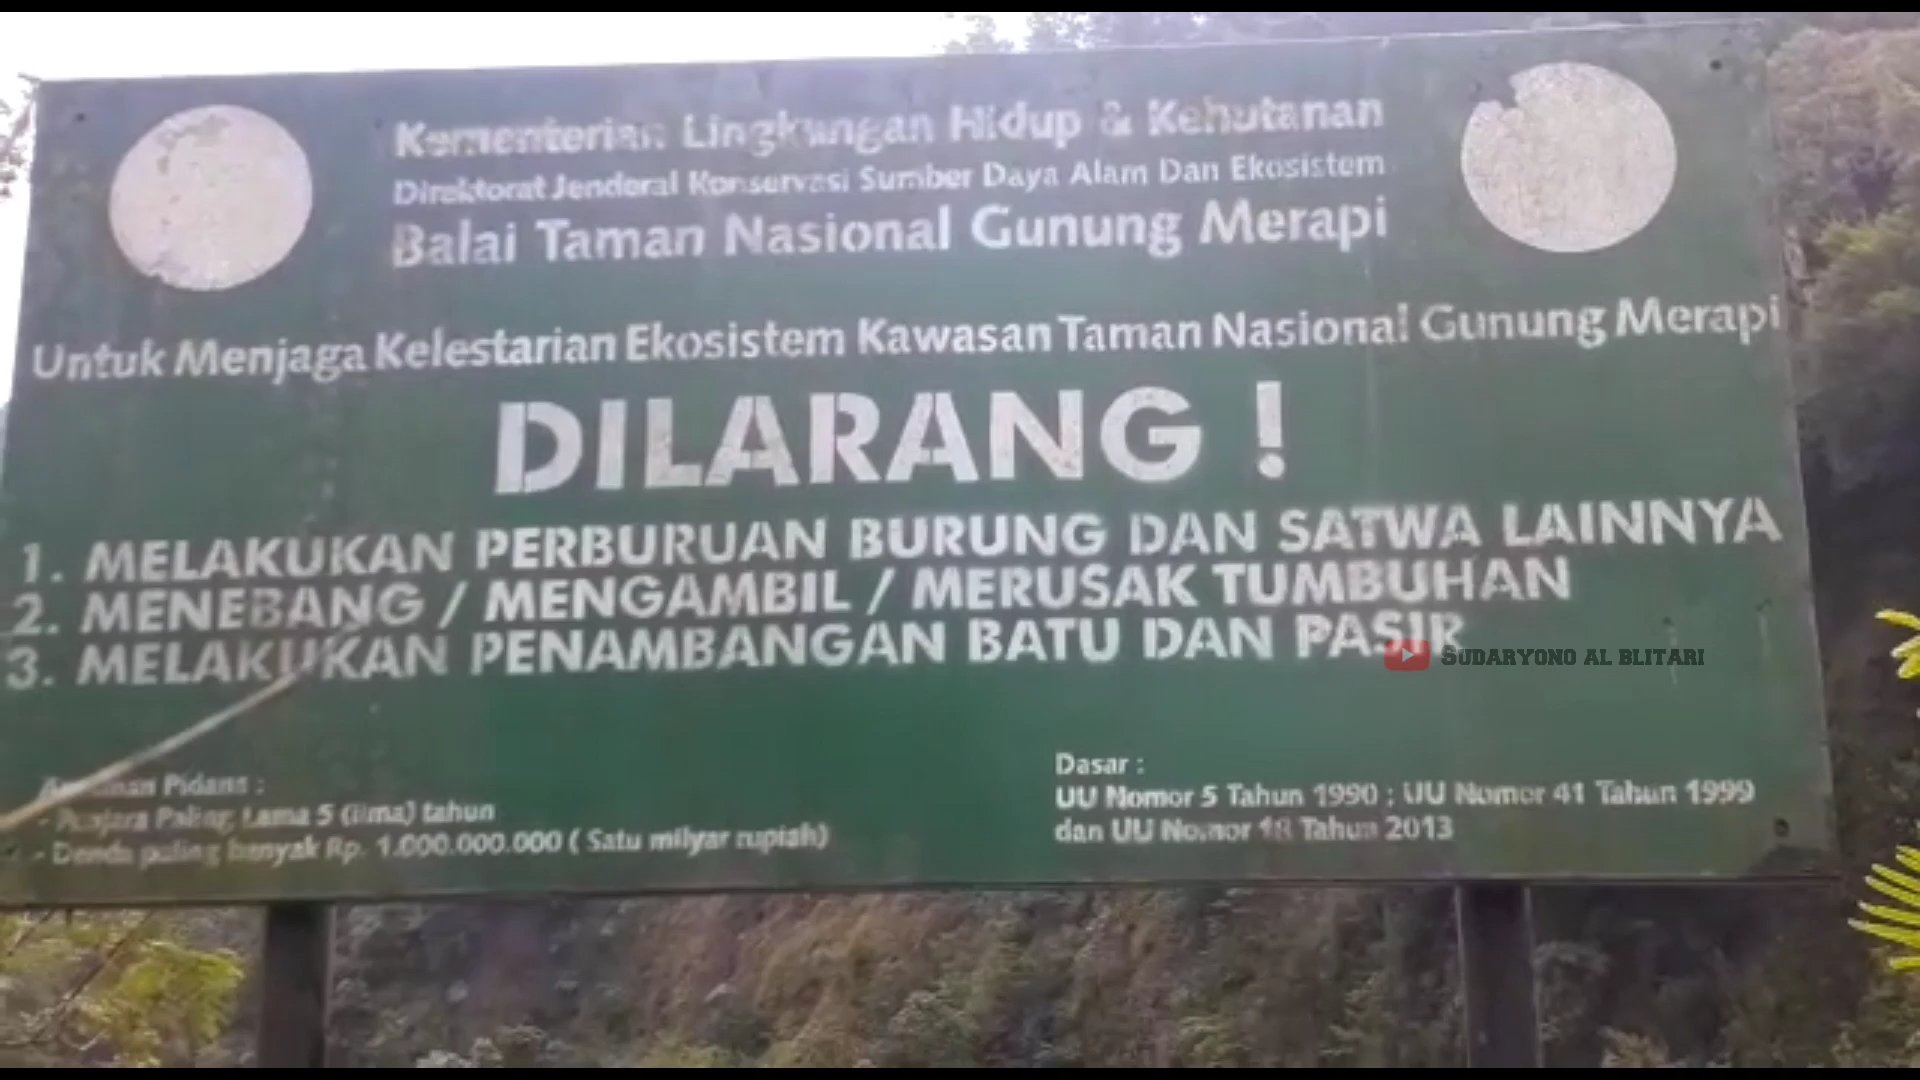 Kementerian Lingkungan Hidup & Kehutanan
Direktorat Jenderal Konservasi Sumber Daya Alam Dan Ekosistem
Balai Taman Nasional Gunung Merapi
Untuk Menjaga Kelestarian Ekosistem Kawasan Taman Nasional Gunung Merapi
DILARANG !
1. MELAKUKAN PERBURUAN BURUNG DAN SATWA LAINNYA
2. MENEBANG / MENGAMBIL / MERUSAK TUMBUHAN
3. MELAKUKAN PENAMBANGAN BATU DAN PASIR
SUDARYONO AL BLITARI
Ancaman Pidana :
- Penjara Paling Lama 5 (lima) tahun
- Denda paling banyak Rp. 1.000.000.000 ( Satu milyar rupiah)
Dasar :
UU Nomor 5 Tahun 1990 ; UU Nomor 41 Tahun 1999
dan UU Nomor 18 Tahun 2013